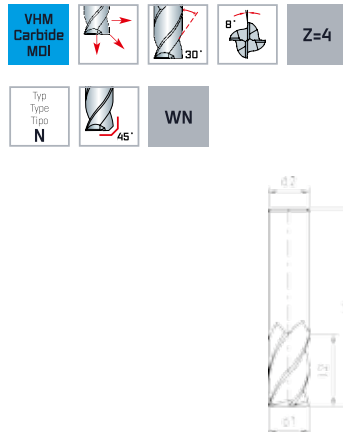 VHM
Carbide
MDI
30°
8°
Z=4
Typ
Type
Tipo
N
45°
WN
d2
l2
d1